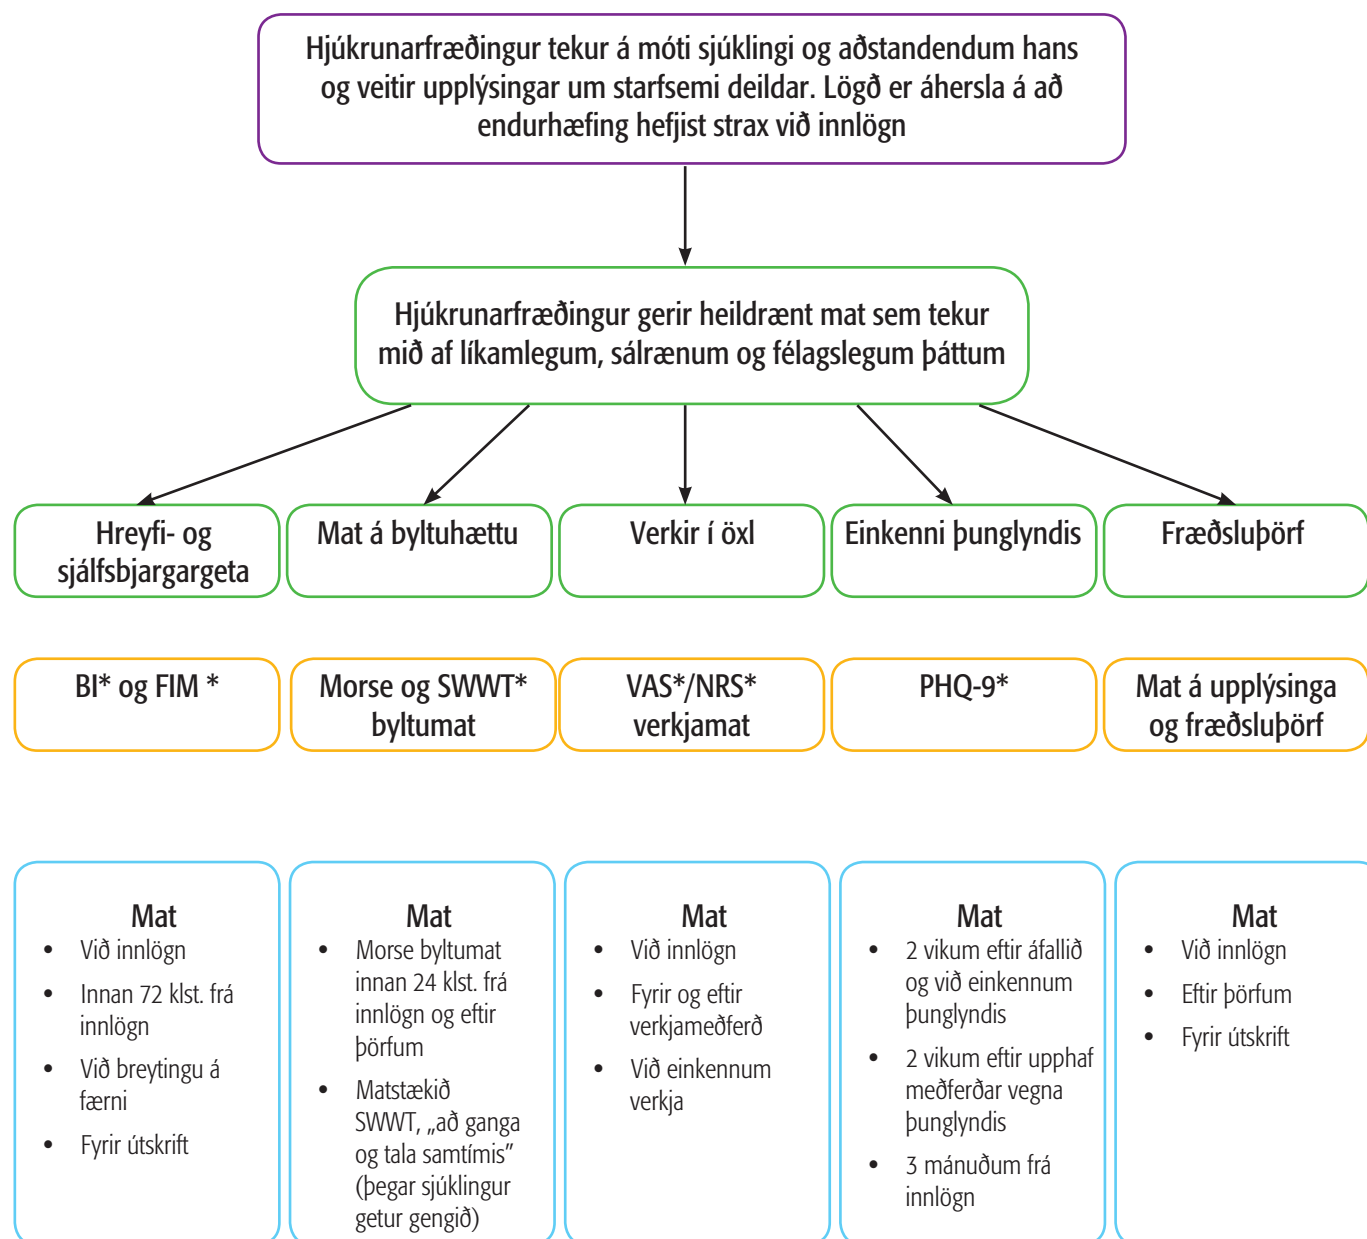 Hjúkrunarfræðingur tekur á móti sjúklingi og aðstandendum hans
og veitir upplýsingar um starfsemi deildar. Lögð er áhersla á að
endurhæfing hefjist strax við innlögn
Hjúkrunarfræðingur gerir heildrænt mat sem tekur
mið af líkamlegum, sálrænum og félagslegum þáttum
Hreyfi- og
sjálfsbjargargeta
Mat á byltuhættu
Verkir í öxl
Einkenni þunglyndis
Fræðsluþörf
BI* og FIM *
Morse og SWWT*
byltumat
VAS*/NRS*
verkjamat
PHQ-9*
Mat á upplýsinga
og fræðsluþörf
Mat
• Við innlögn
• Innan 72 klst. frá
innlögn
• Við breytingu á
færni
• Fyrir útskrift
Mat
• Morse byltumat
innan 24 klst. frá
innlögn og eftir
þörfum
• Matstækið
SWWT, „að ganga
og tala samtímis”
(þegar sjúklingur
getur gengið)
Mat
• Við innlögn
• Fyrir og eftir
verkjameðferð
• Við einkennum
verkja
Mat
• 2 vikum eftir áfallið
og við einkennum
þunglyndis
• 2 vikum eftir upphaf
meðferðar vegna
þunglyndis
• 3 mánuðum frá
innlögn
Mat
• Við innlögn
• Eftir þörfum
• Fyrir útskrift